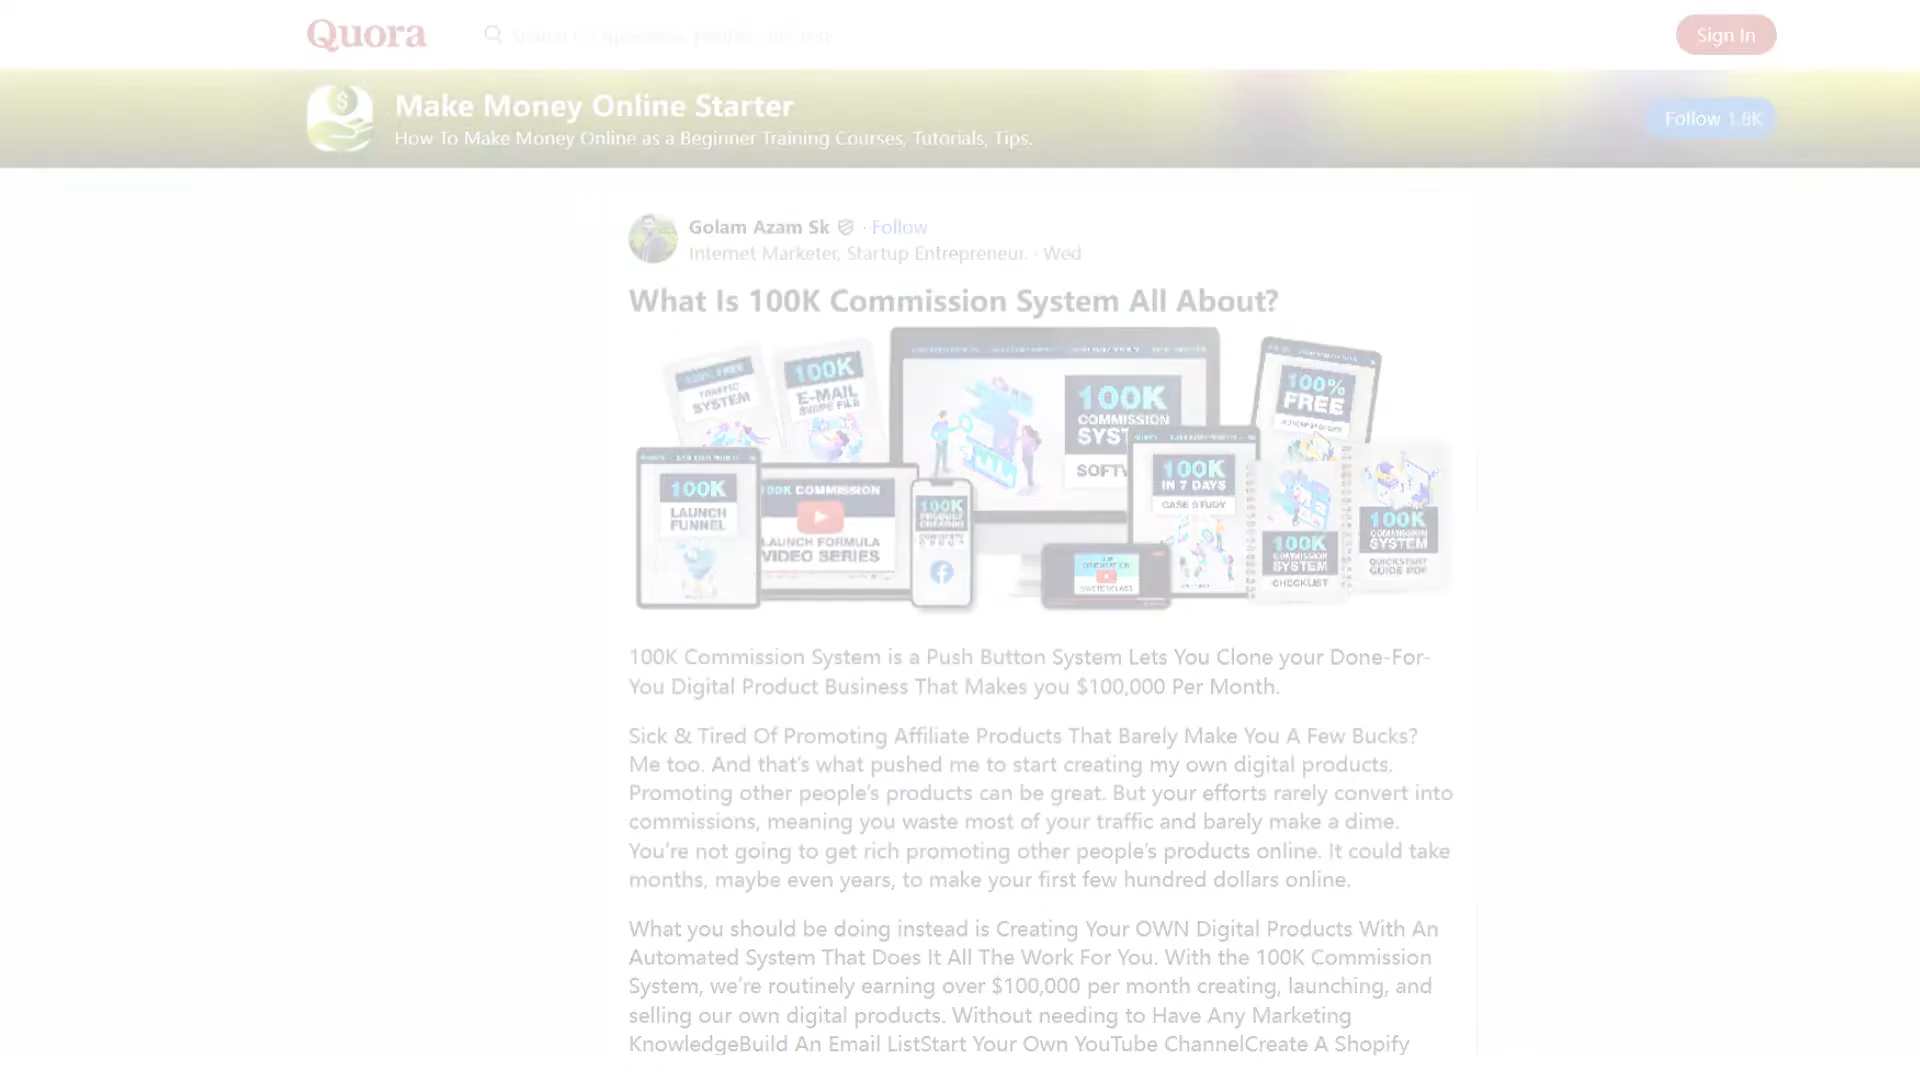 Quora
Sign In
Make Money Online Starter
How To Make Money Online as a Beginner Training Courses, Tutorials, Tips.
Follow 1.8K
Golam Azam Sk · Follow
Internet Marketer, Startup Entrepreneur. · Wed
What Is 100K Commission System All About?
TRAFFIC
SYSTEM
100K
E-MAIL
SWIPE FILE
100K
COMMISSION
100%
FREE
100K
LAUNCH
FUNNEL
100K COMMISSION
LAUNCH FORMULA
VIDEO SERIES
100K
PRODUCT
CREATION
100K
IN 7 DAYS
CASE STUDY
100K
COMMISSION
SYSTEM
CHECKLIST
100K
COMMISSION
SYSTEM
QUICKSTART
GUIDE PDF
100K Commission System is a Push Button System Lets You Clone your Done-For-
You Digital Product Business That Makes you $100,000 Per Month.
Sick & Tired Of Promoting Affiliate Products That Barely Make You A Few Bucks?
Me too. And that's what pushed me to start creating my own digital products.
Promoting other people's products can be great. But your efforts rarely convert into
commissions, meaning you waste most of your traffic and barely make a dime.
You're not going to get rich promoting other people's products online. It could take
months, maybe even years, to make your first few hundred dollars online.
What you should be doing instead is Creating Your OWN Digital Products With An
Automated System That Does It All The Work For You. With the 100K Commission
System, we're routinely earning over $100,000 per month creating, launching, and
selling our own digital products. Without needing to Have Any Marketing
KnowledgeBuild An Email ListStart Your Own YouTube ChannelCreate A Shopify